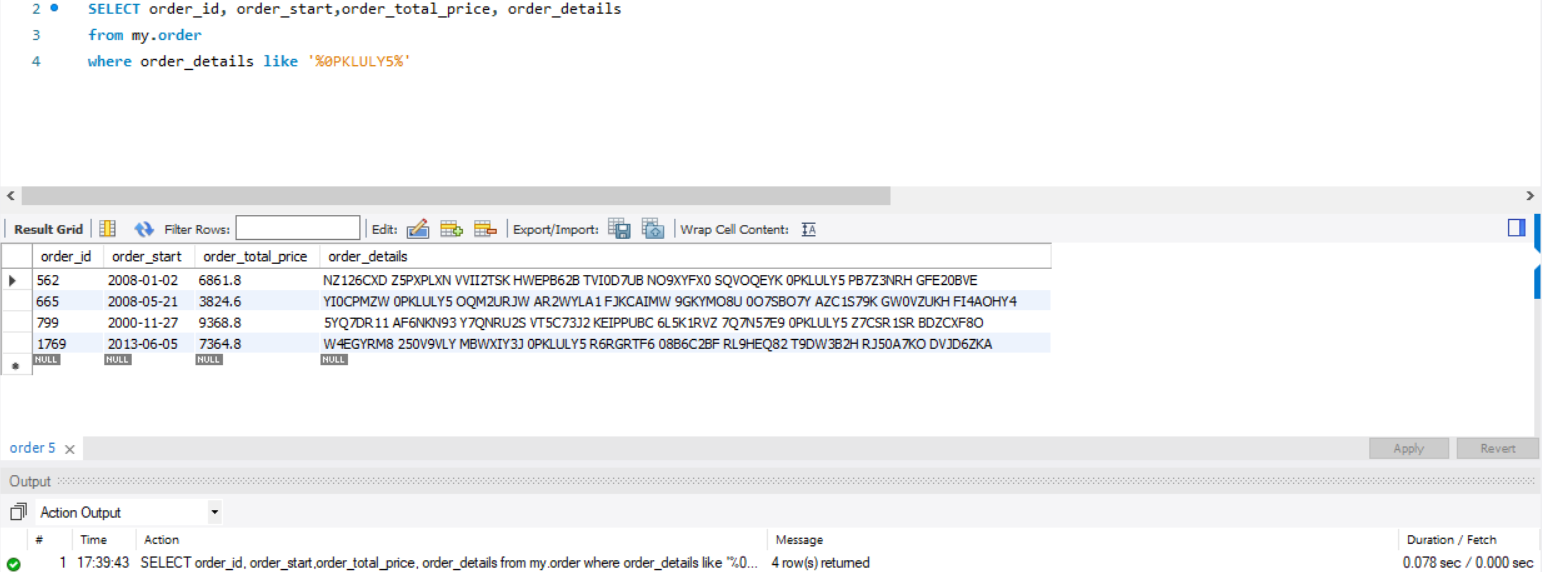 2 SELECT order_id, order_start,order_total_price, order_details
3 from my.order
4 where order_details like '%0PKLULY5%'
Result Grid Filter Rows: Edit: Export/Import: Wrap Cell Content:
order_id order_start order_total_price order_details
562 2008-01-02 6861.8 NZ126CXD Z5PXPLXN VVII2TSK HWEPB62B TVI0D7UB NO9XYFX0 SQVOQEYK 0PKLULY5 PB7Z3NRH GFE20BVE
665 2008-05-21 3824.6 YI0CPMZW 0PKLULY5 OQM2URJW AR2WYLA1 FJKCAIMW 9GKYMO8U 0O7SBO7Y AZC1S79K GW0VZUKH FI4AOHY4
799 2000-11-27 9368.8 5YQ7DR11 AF6NKN93 Y7QNRU2S VT5C73J2 KEIPPUBC 6L5K1RVZ 7Q7N57E9 0PKLULY5 Z7CSR1SR BDZCXF8O
1769 2013-06-05 7364.8 W4EGYRM8 250V9VLY MBWXIY3J 0PKLULY5 R6RGRTF6 08B6C2BF RL9HEQ82 T9DW3B2H RJ50A7KO DVJD6ZKA
NULL NULL NULL NULL
order 5 Apply Revert
Output
Action Output
# Time Action Message Duration / Fetch
1 17:39:43 SELECT order_id, order_start,order_total_price, order_details from my.order where order_details like '%0... 4 row(s) returned 0.078 sec / 0.000 sec